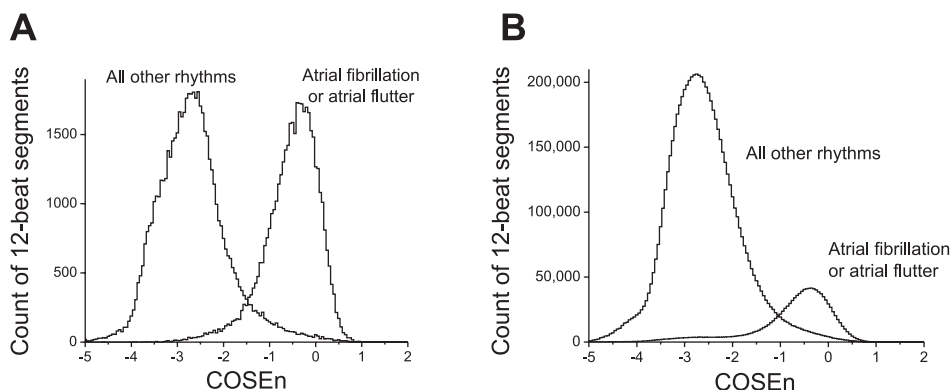 A
All other rhythms
Atrial fibrillation
or atrial flutter
Count of 12-beat segments
1500
1000
500
0
-5 -4 -3 -2 -1 0 1 2
COSEn
B
All other rhythms
Atrial fibrillation
or atrial flutter
Count of 12-beat segments
200,000
150,000
100,000
50,000
0
-5 -4 -3 -2 -1 0 1 2
COSEn